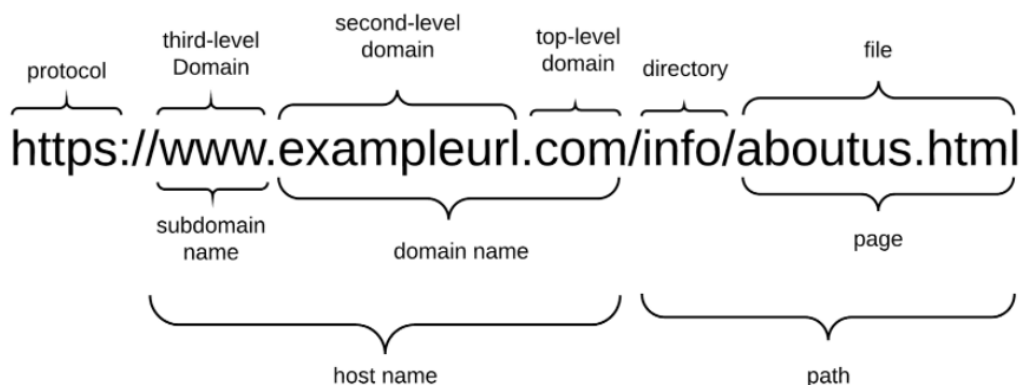 protocol
third-level
Domain
second-level
domain
top-level
domain
directory
file
https://www.exampleurl.com/info/aboutus.html
subdomain
name
domain name
page
host name
path